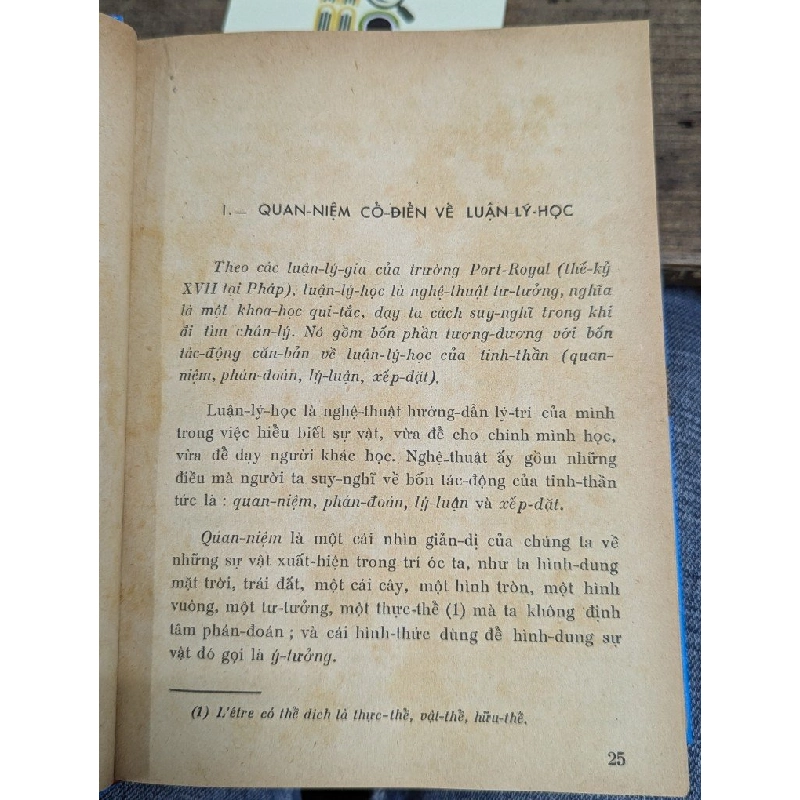 I.— QUAN-NIỆM CỔ-ĐIỂN VỀ LUẬN-LÝ-HỌC
Theo các luân-lý-gia của trường Port-Royal (thế-kỷ
XVII tại Pháp), luận-lý-học là nghệ-thuật tư-tưởng, nghĩa
là một khoa-học qui-tắc, dạy ta cách suy-nghĩ trong khi
đi tìm chân-lý. Nó gồm bốn phần tương-đương với bốn
tác-động căn-bản về luận-lý-học của tinh-thần (quan-
niệm, phán-đoán, lý-luận, xếp-đặt).
Luận-lý-học là nghệ-thuật hướng-dẫn lý-trí của mình
trong việc hiểu biết sự vật, vừa để cho chính mình học,
vừa để dạy người khác học. Nghệ-thuật ấy gồm những
điều mà người ta suy-nghĩ về bốn tác-động của tinh-thần
tức là : quan-niệm, phán-đoán, lý luận và xếp-đặt.
Quan-niệm là một cái nhìn giản-dị của chúng ta về
những sự vật xuất-hiện trong trí óc ta, như ta hình-dung
mặt trời, trái đất, một cái cây, một hình tròn, một hình
vuông, một tư-tưởng, một thực-thể (1) mà ta không định
tâm phán-đoán ; và cái hình-thức dùng để hình-dung sự
vật đó gọi là ý-tưởng.
(1) L'être có thể dịch là thực-thể, vật-thể, hữu-thể.
25